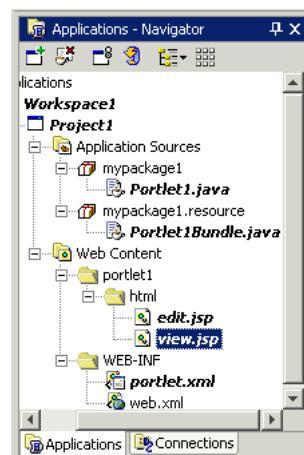 Applications - Navigator
lications
Workspace1
Project1
Application Sources
mypackage1
Portlet1.java
mypackage1.resource
Portlet1Bundle.java
Web Content
portlet1
html
edit.jsp
view.jsp
WEB-INF
portlet.xml
web.xml
Applications Connections